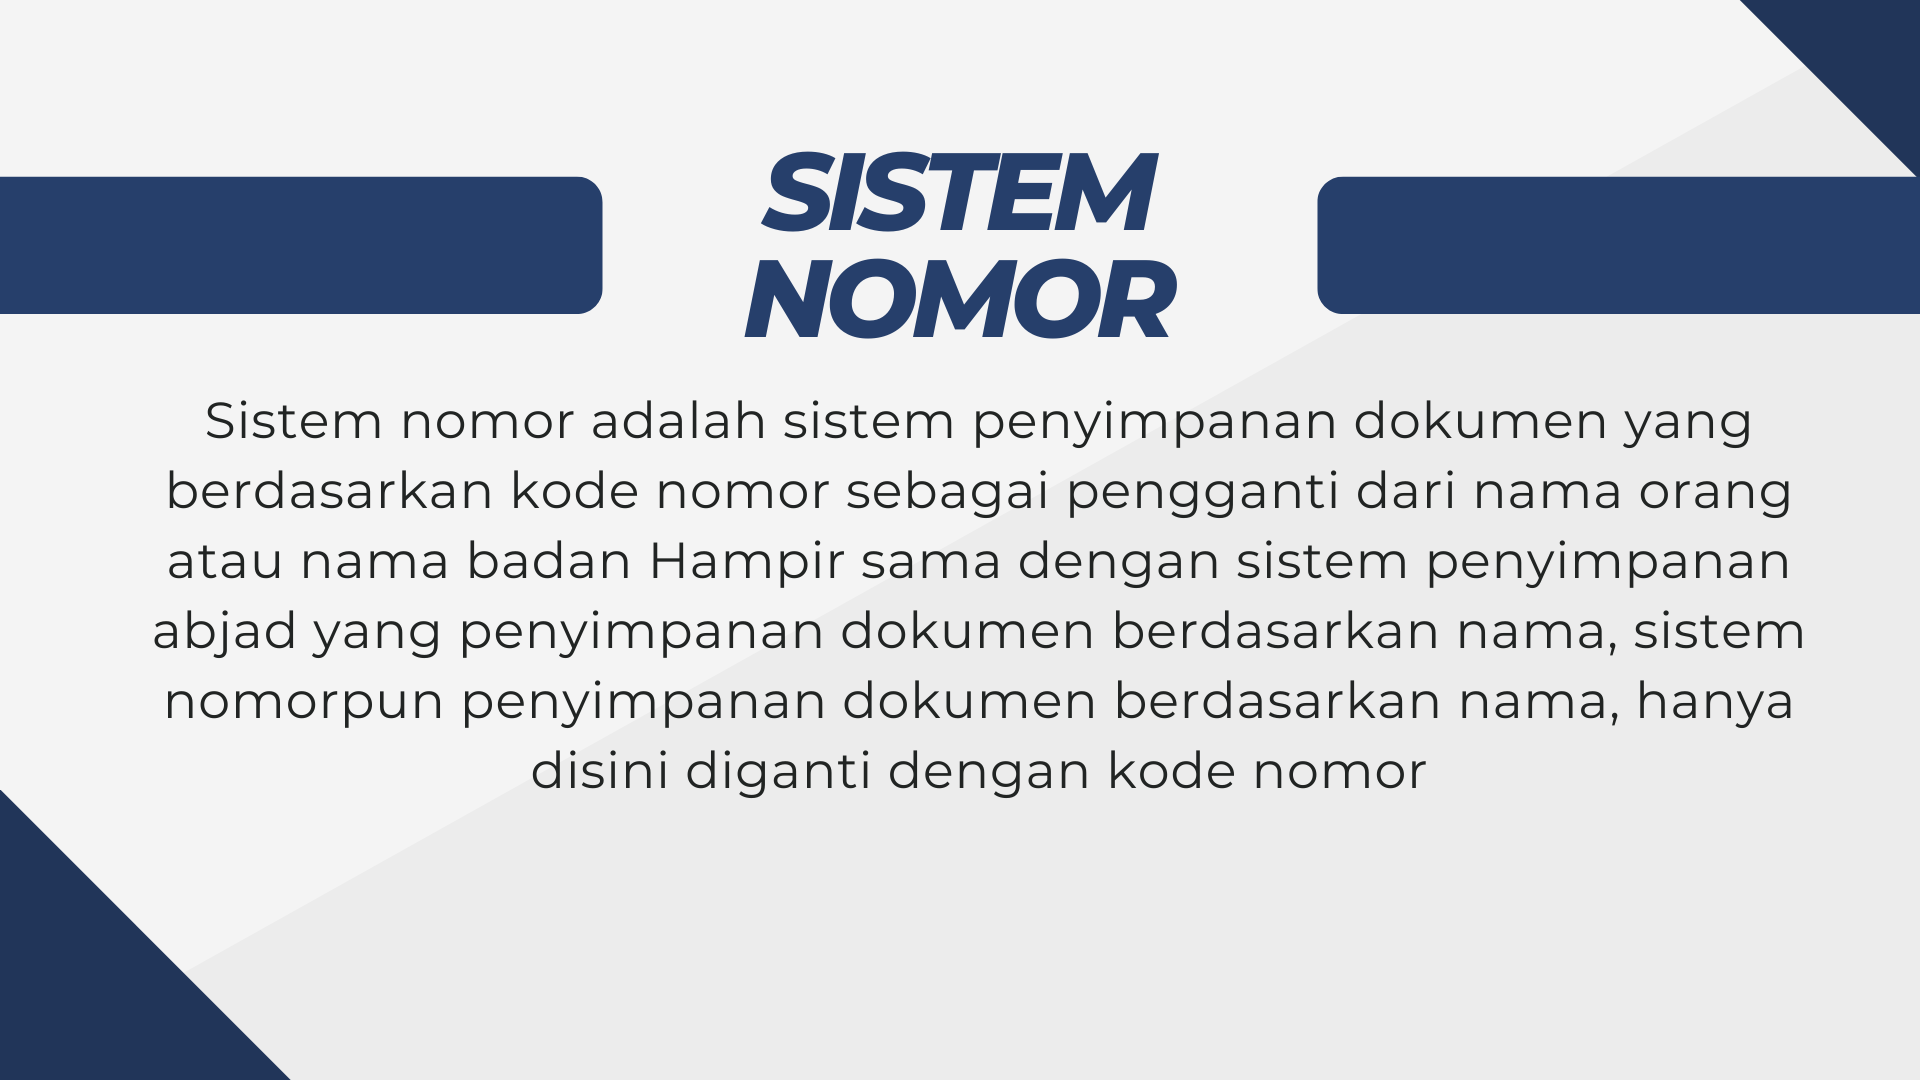 SISTEM
NOMOR
Sistem nomor adalah sistem penyimpanan dokumen yang
berdasarkan kode nomor sebagai pengganti dari nama orang
atau nama badan Hampir sama dengan sistem penyimpanan
abjad yang penyimpanan dokumen berdasarkan nama, sistem
nomorpun penyimpanan dokumen berdasarkan nama, hanya
disini diganti dengan kode nomor